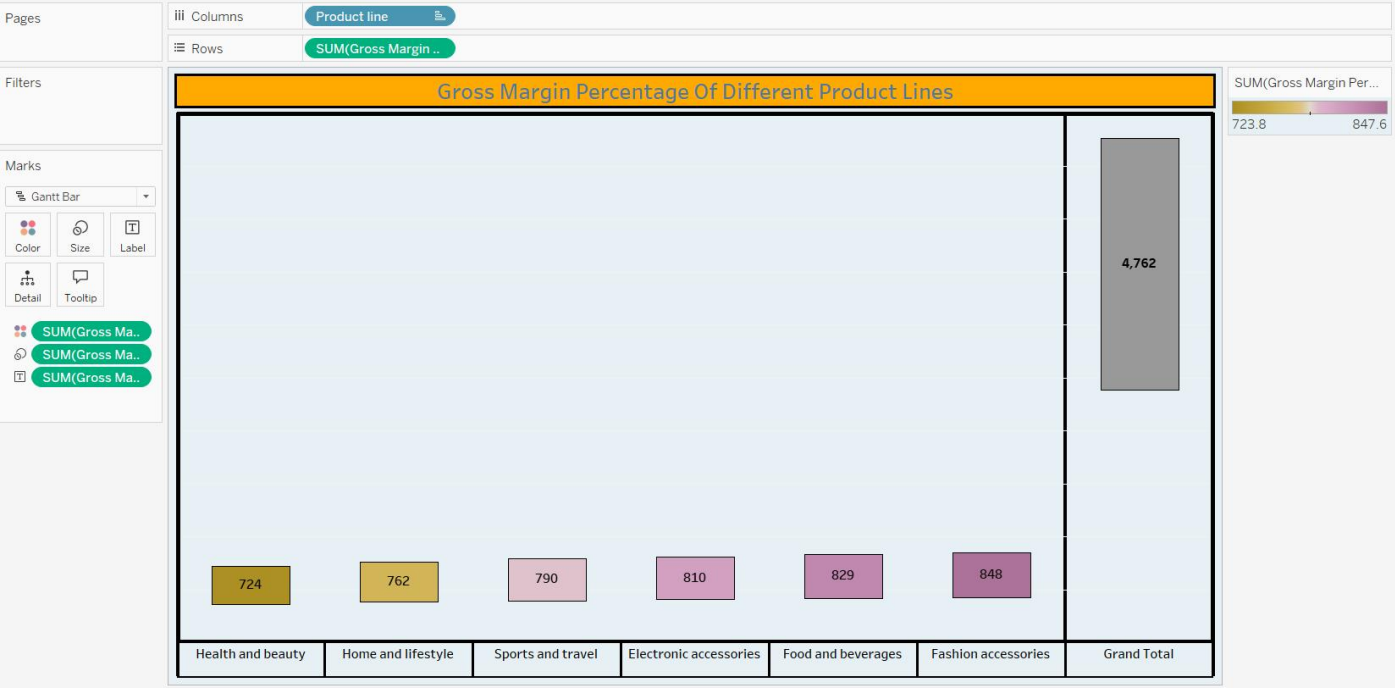 Pages
iii Columns
Product line
Rows
SUM(Gross Margin ..
Filters
Gross Margin Percentage Of Different Product Lines
SUM(Gross Margin Per...
723.8 847.6
Marks
Gantt Bar
Color Size Label
Detail Tooltip
SUM(Gross Ma..
SUM(Gross Ma..
SUM(Gross Ma..
4,762
724 762 790 810 829 848
Health and beauty Home and lifestyle Sports and travel Electronic accessories Food and beverages Fashion accessories Grand Total